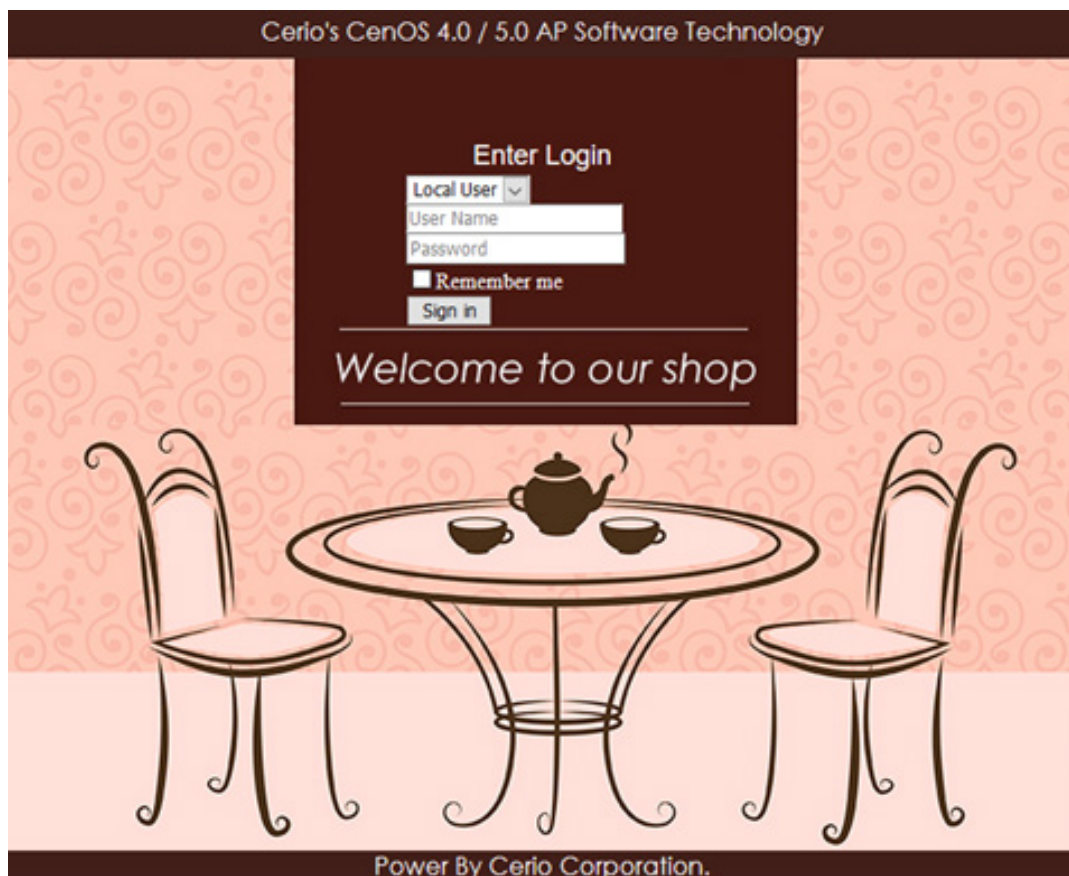 Cerio's CenOS 4.0 / 5.0 AP Software Technology
Enter Login
Local User
User Name
Password
Remember me
Sign in
Welcome to our shop
Power By Cerio Corporation.